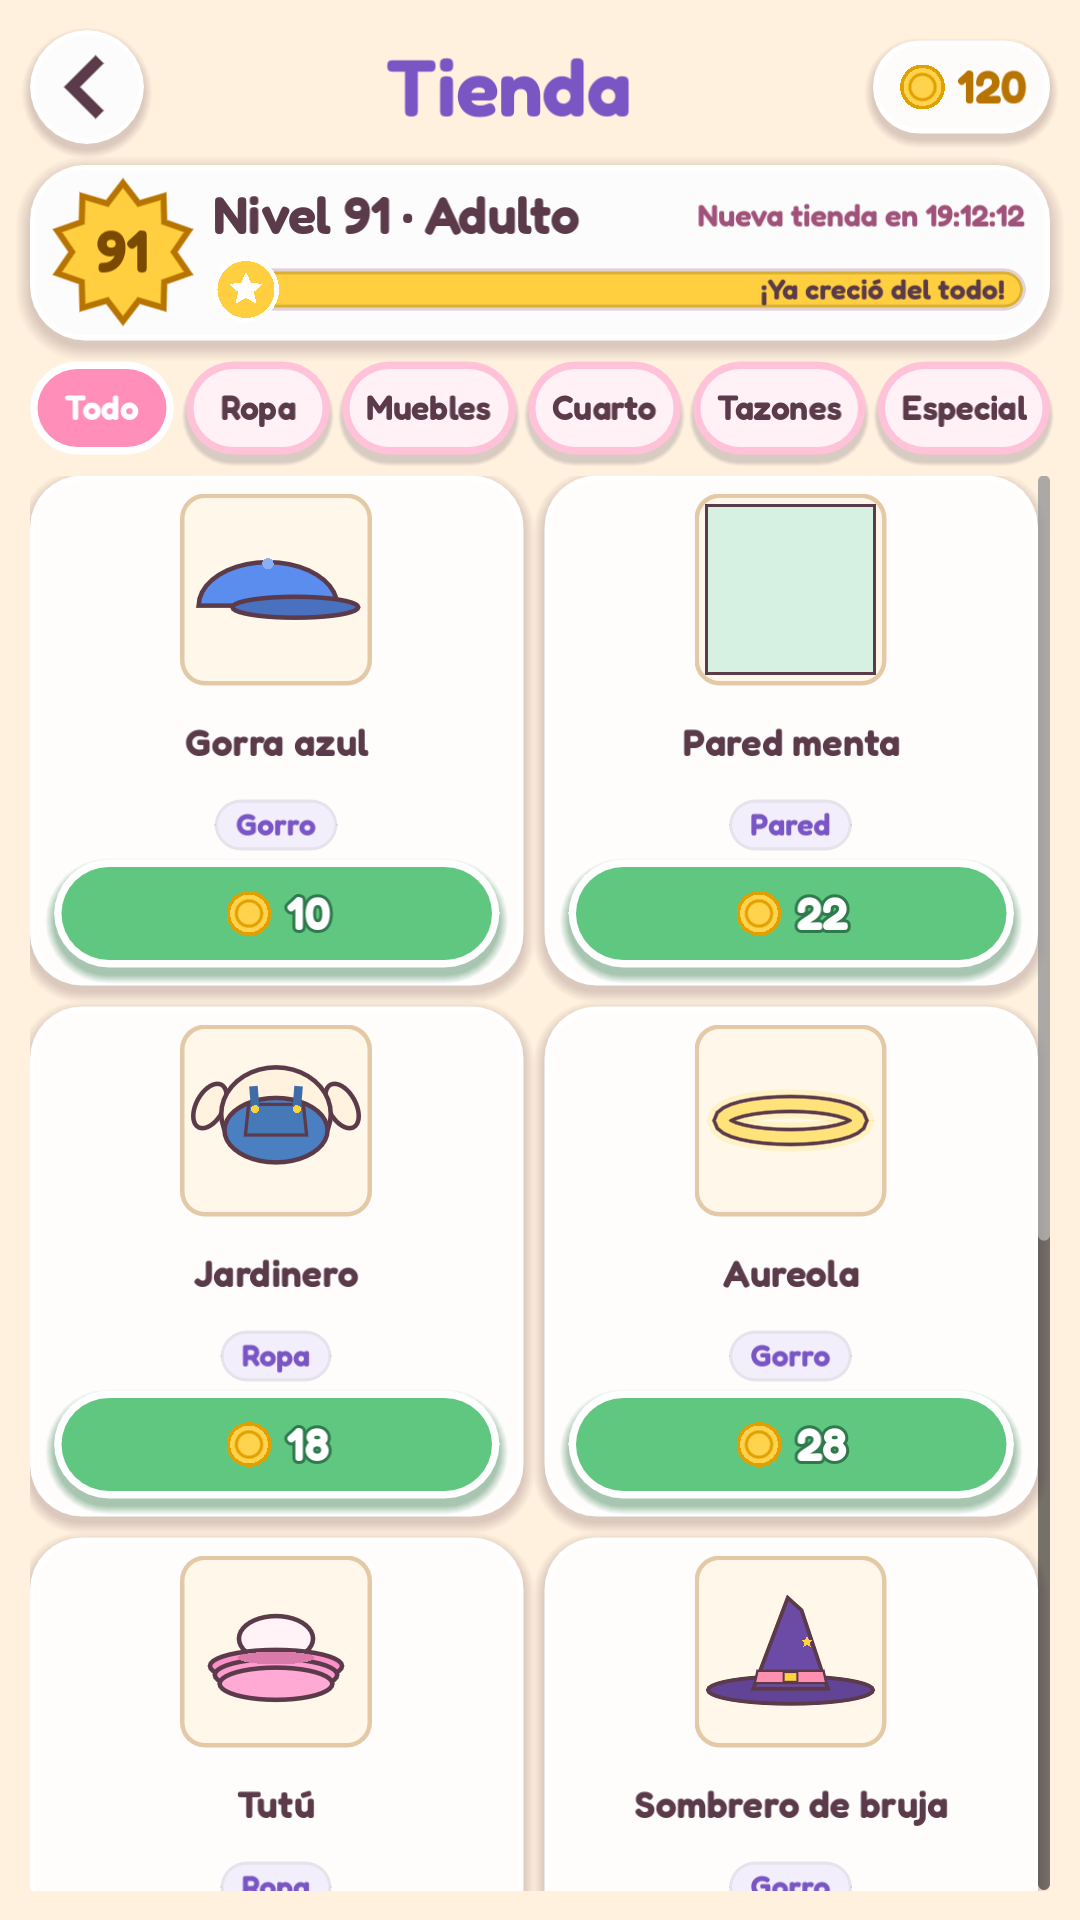 Tienda
120
91
Nivel 91 · Adulto
Nueva tienda en 19:12:12
¡Ya creció del todo!
Todo
Ropa
Muebles
Cuarto
Tazones
Especial
Gorra azul
Pared menta
Gorro
Pared
10
22
Jardinero
Aureola
Ropa
Gorro
18
28
Tutú
Sombrero de bruja
Ropa
Gorro